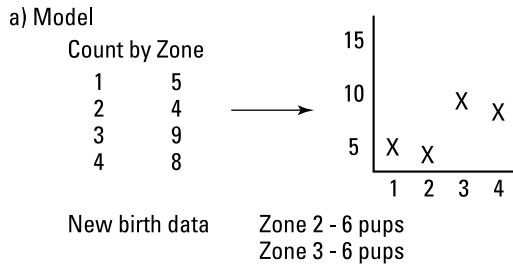 a) Model
Count by Zone
1 5
2 4
3 9
4 8
15
10
5
X X X X
1 2 3 4
New birth data Zone 2 - 6 pups
Zone 3 - 6 pups